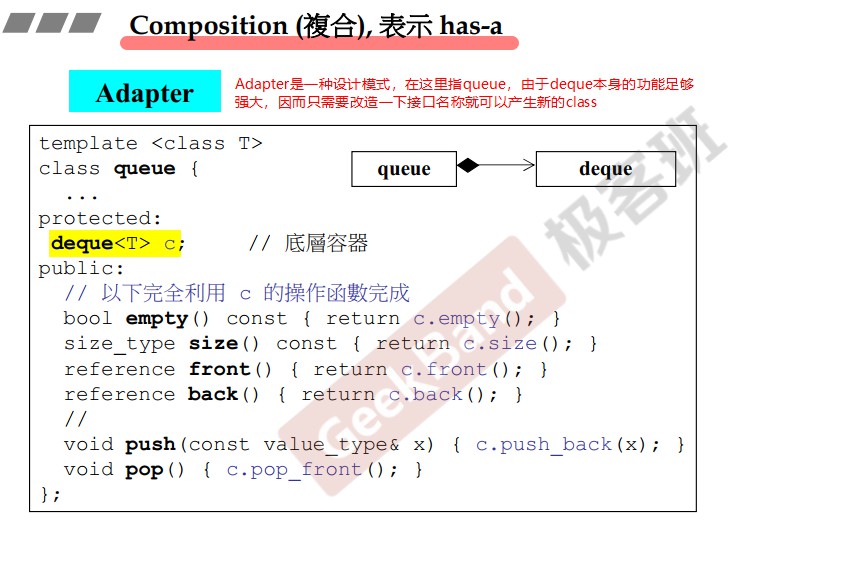 Composition (複合), 表示 has-a
Adapter
Adapter是一种设计模式，在这里指queue，由于deque本身的功能足够
强大，因而只需要改造一下接口名称就可以产生新的class
template <class T>
class queue {
...
protected:
deque<T> c; // 底層容器
public:
// 以下完全利用 c 的操作函數完成
bool empty() const { return c.empty(); }
size_type size() const { return c.size(); }
reference front() { return c.front(); }
reference back() { return c.back(); }
//
void push(const value_type& x) { c.push_back(x); }
void pop() { c.pop_front(); }
};
queue
deque
GeekBand
极客班